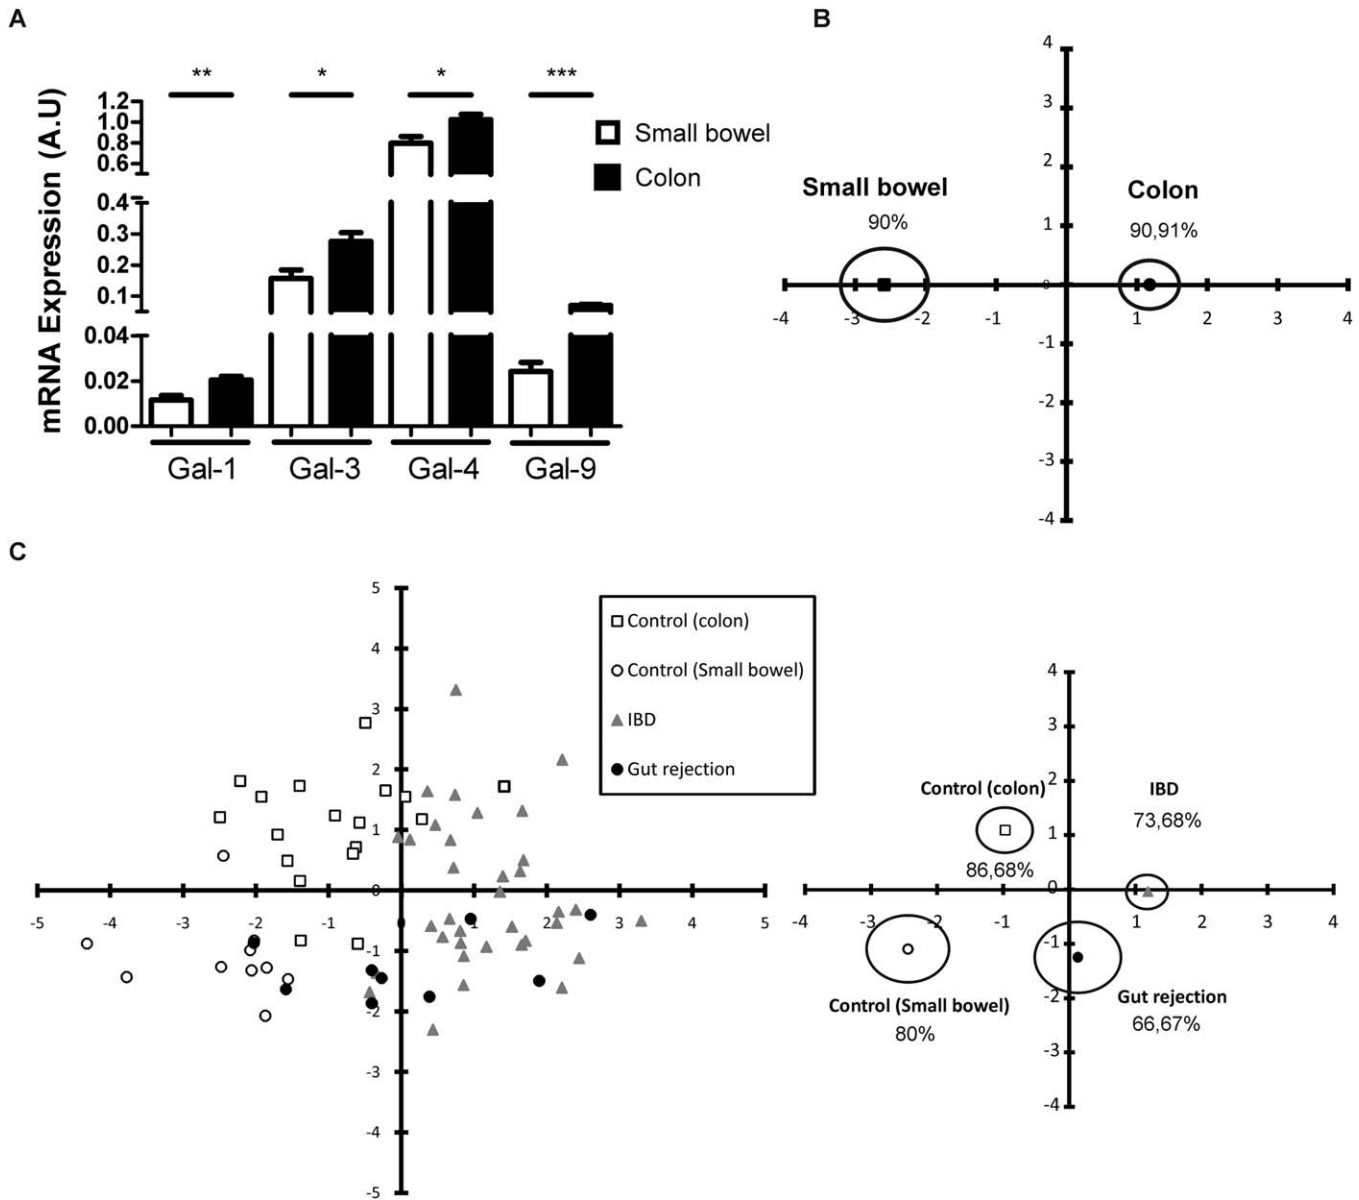 A
** * * ***
mRNA Expression (A.U)
1.2
1.0
0.8
0.6
0.4
0.3
0.2
0.1
0.04
0.02
0.00
Gal-1 Gal-3 Gal-4 Gal-9
Small bowel
Colon
B
4
3
2
1
0
-1
-2
-3
-4
-4 -3 -2 -1 1 2 3 4
Small bowel
90%
Colon
90,91%
C
5
4
3
2
1
0
-1
-2
-3
-4
-5
-5 -4 -3 -2 -1 0 1 2 3 4 5
Control (colon)
Control (Small bowel)
IBD
Gut rejection
4
3
2
1
0
-1
-2
-3
-4
-4 -3 -2 -1 1 2 3 4
Control (colon)
86,68%
IBD
73,68%
Control (Small bowel)
80%
Gut rejection
66,67%